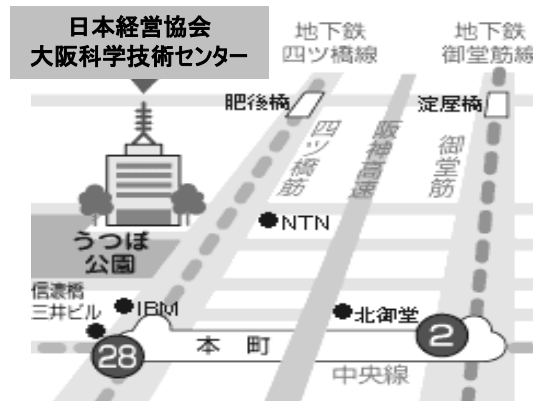 日本経営協会
大阪科学技術センター
地下鉄
四ツ橋線
地下鉄
御堂筋線
肥後橋
淀屋橋
四ツ橋筋
阪神高速
御堂筋
NTN
うつぼ
公園
信濃橋
三井ビル
IBM
北御堂
28
本町
2
中央線